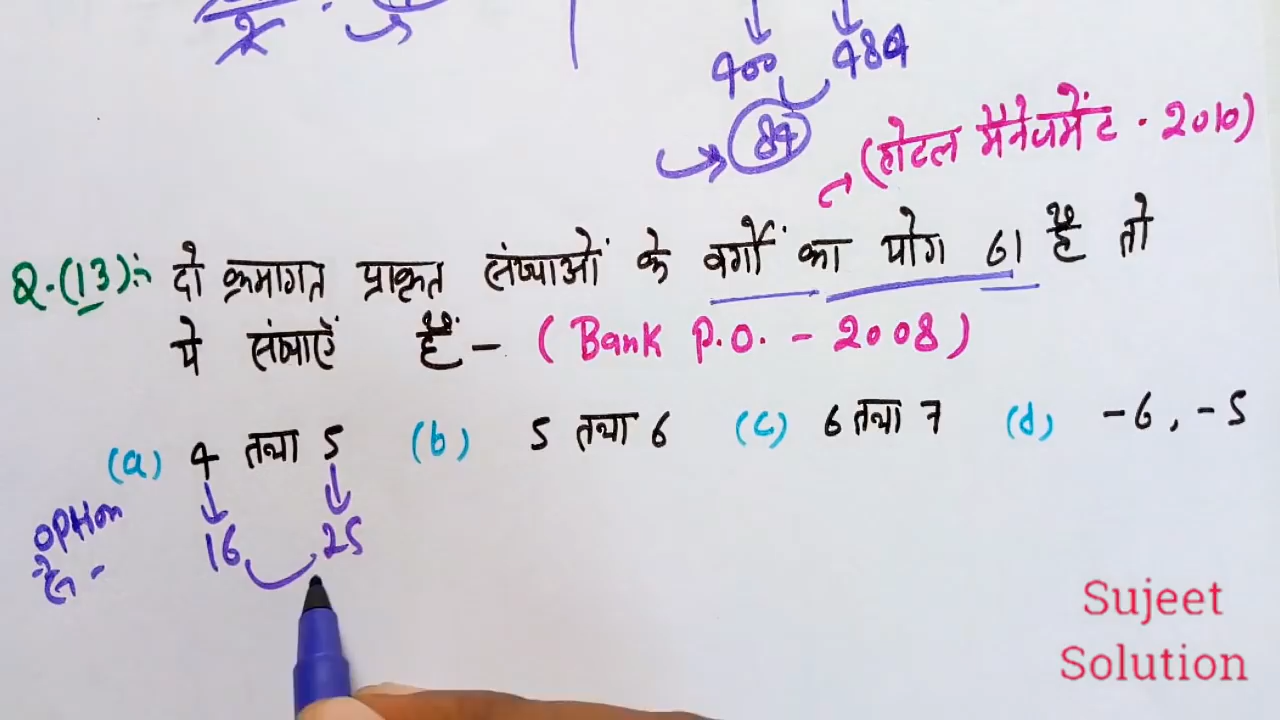 400 484
84
(होटल मैनेजमेंट · 2010)
Q.(13):- दो क्रमागत प्राकृत संख्याओं के वर्गों का योग 61 है तो
ये संख्याएँ हैं- (Bank P.O. - 2008)
(a) 4 तथा 5 (b) 5 तथा 6 (c) 6 तथा 7 (d) -6, -5
option
से -
16 25
Sujeet
Solution